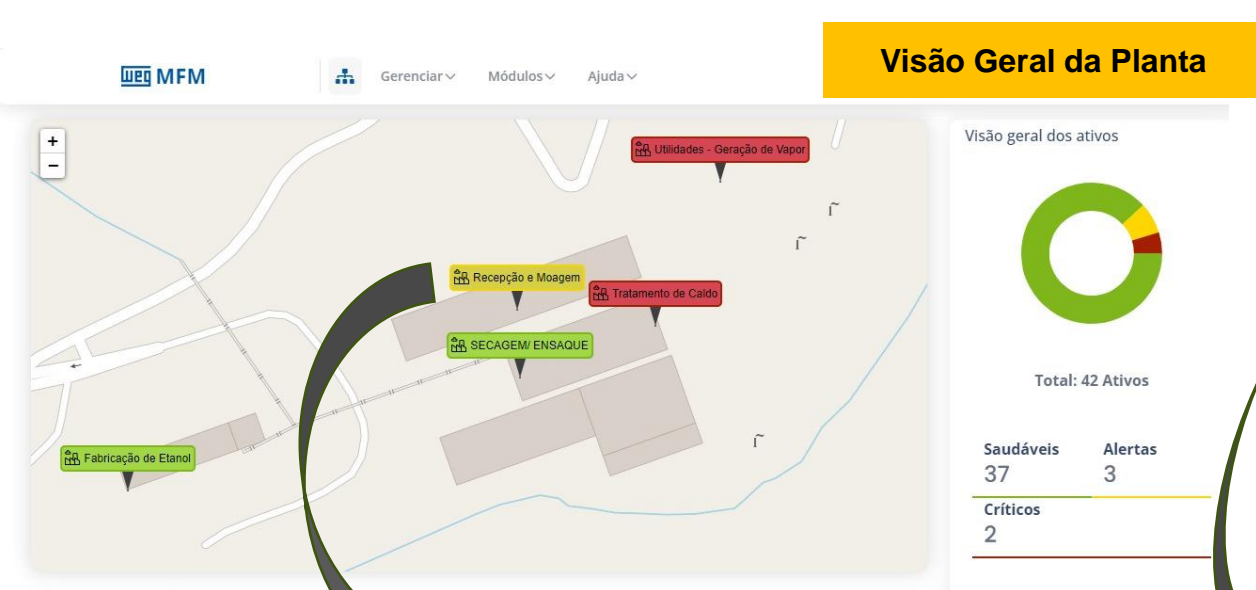 Visão Geral da Planta
weg MFM
Gerenciar
Módulos
Ajuda
+
−
Utilidades - Geração de Vapor
Recepção e Moagem
Tratamento de Caldo
SECAGEM/ ENSAQUE
Fabricação de Etanol
Visão geral dos ativos
Total: 42 Ativos
Saudáveis
37
Alertas
3
Críticos
2